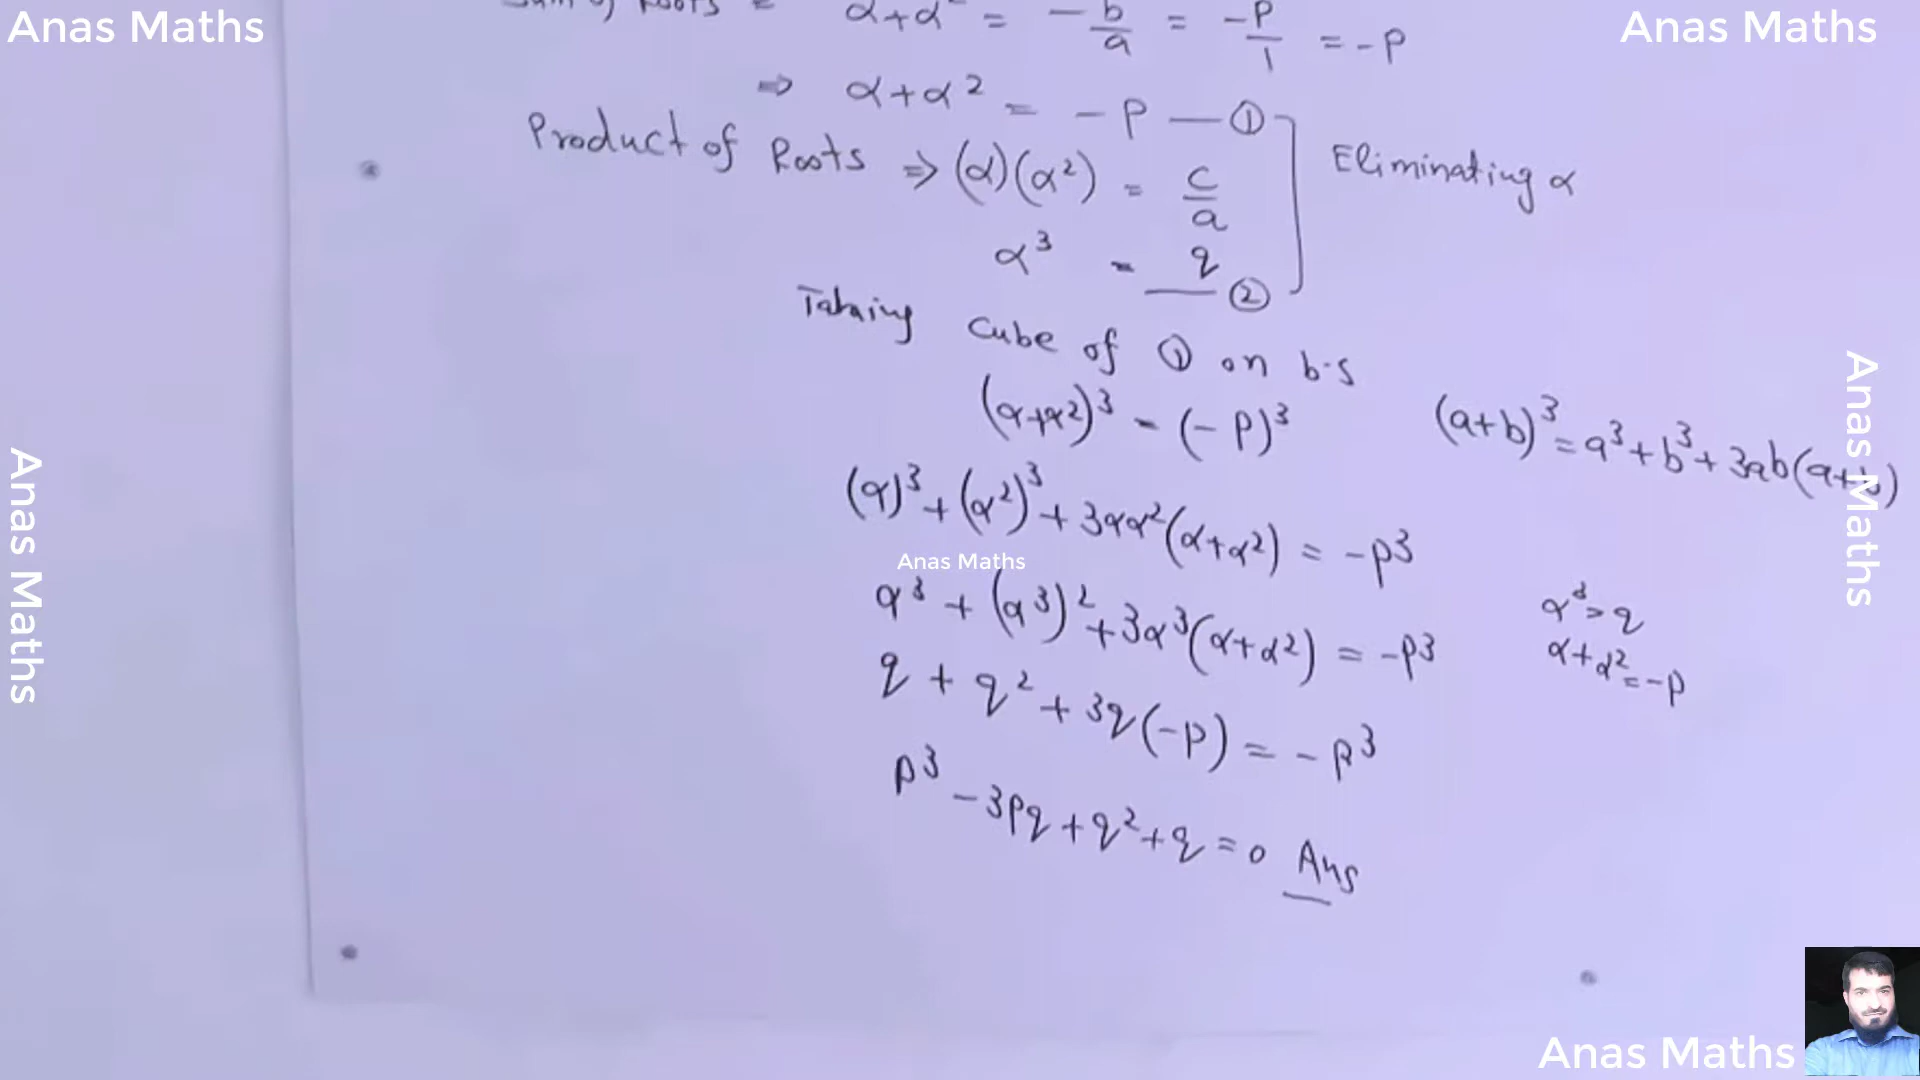 Anas Maths
Anas Maths
Sum of Roots = α+α² = -b/a = -P/1 = -P
⇒ α+α² = -P — ①
Product of Roots ⇒ (α)(α²) = c/a
Eliminating α
α³ = q — ②
Taking Cube of ① on b.s
(α+α²)³ = (-P)³
(a+b)³ = a³+b³+3ab(a+b)
(α)³+(α²)³+3αα²(α+α²) = -P³
Anas Maths
α³+(α³)²+3α³(α+α²) = -P³
α³ = q
α+α² = -P
q+q²+3q(-P) = -P³
P³-3Pq+q²+q=0 Ans
Anas Maths
Anas Maths
Anas Maths